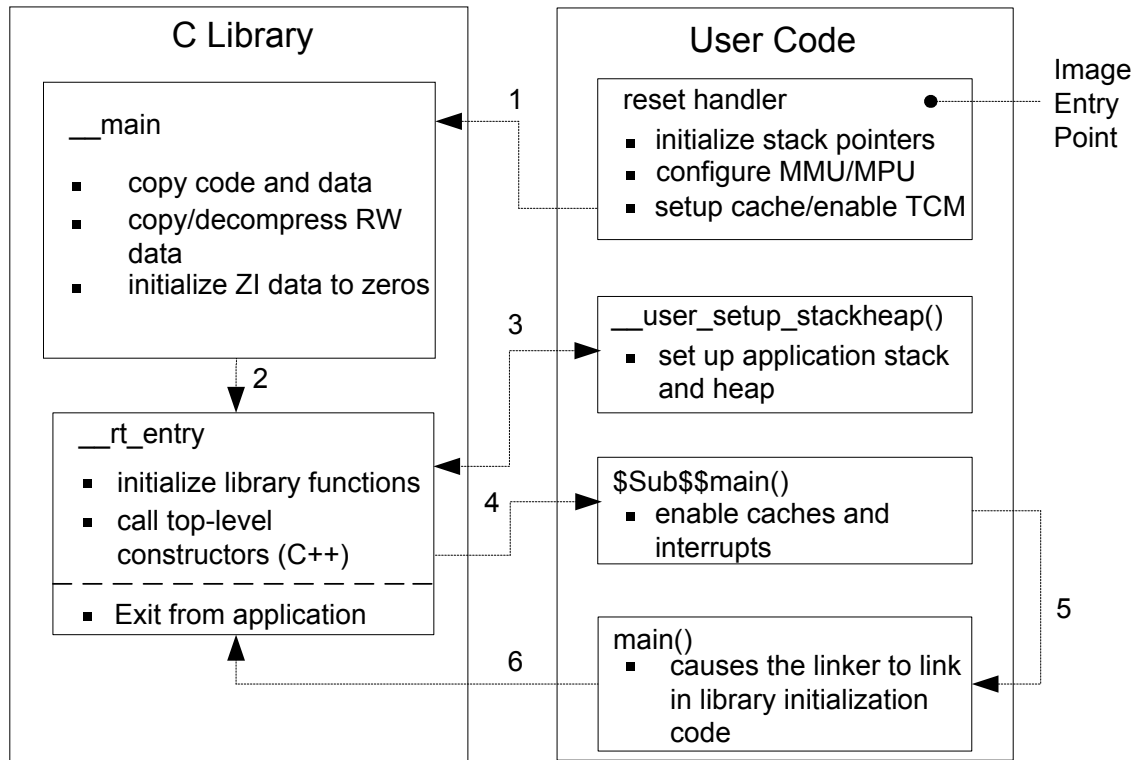 C Library
__main
▪ copy code and data
▪ copy/decompress RW
data
▪ initialize ZI data to zeros
2
__rt_entry
▪ initialize library functions
▪ call top-level
constructors (C++)
▪ Exit from application
1
3
4
6
User Code
reset handler
▪ initialize stack pointers
▪ configure MMU/MPU
▪ setup cache/enable TCM
__user_setup_stackheap()
▪ set up application stack
and heap
$Sub$$main()
▪ enable caches and
interrupts
main()
▪ causes the linker to link
in library initialization
code
5
Image
Entry
Point